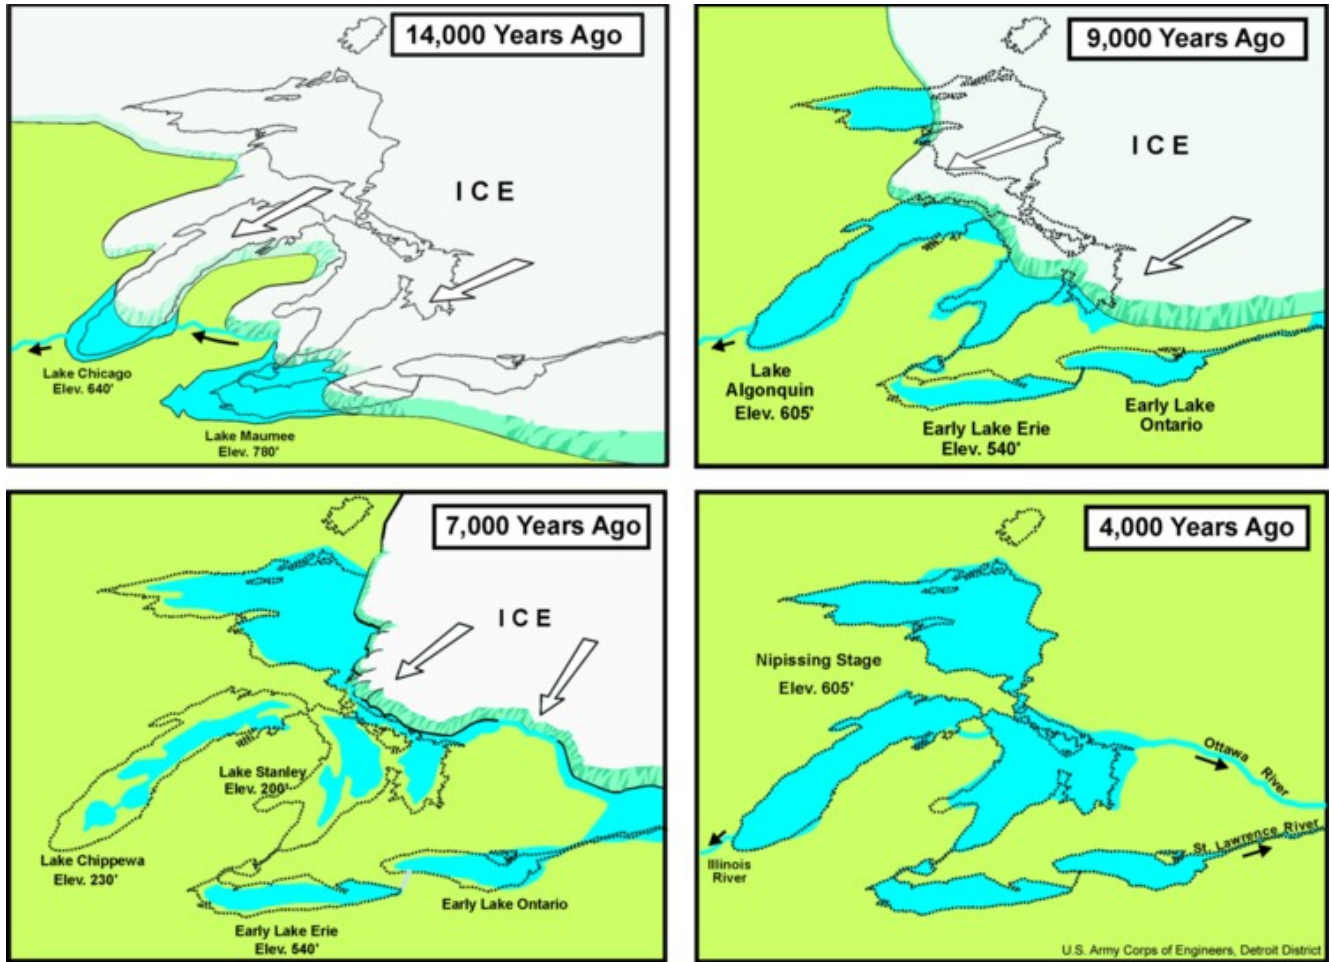 14,000 Years Ago
I C E
Lake Chicago
Elev. 640'
Lake Maumee
Elev. 780'
9,000 Years Ago
I C E
Lake
Algonquin
Elev. 605'
Early Lake Erie
Elev. 540'
Early Lake
Ontario
7,000 Years Ago
I C E
Lake Stanley
Elev. 200'
Lake Chippewa
Elev. 230'
Early Lake Ontario
Early Lake Erie
Elev. 540'
4,000 Years Ago
Nipissing Stage
Elev. 605'
Ottawa
River
St. Lawrence River
Illinois
River
U.S. Army Corps of Engineers, Detroit District